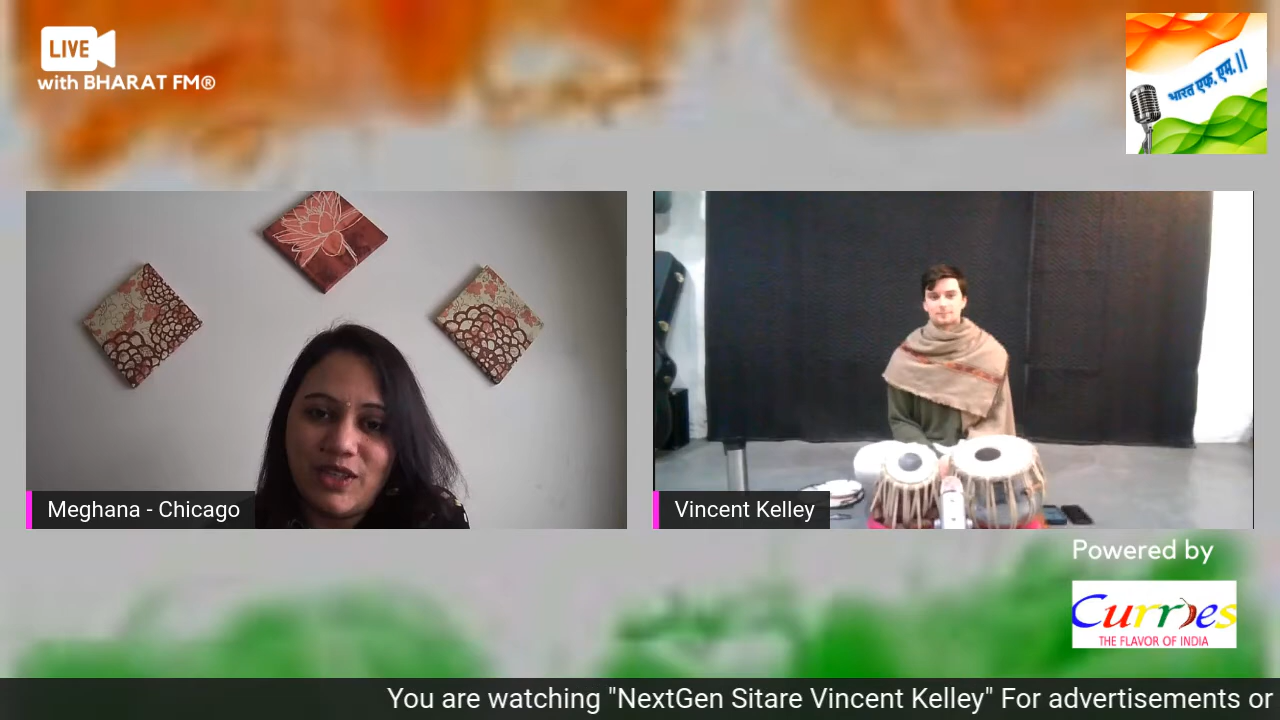 LIVE
with BHARAT FM®
भारत एफ. एम. ||
Meghana - Chicago
Vincent Kelley
Powered by
Curries
THE FLAVOR OF INDIA
You are watching "NextGen Sitare Vincent Kelley" For advertisements or